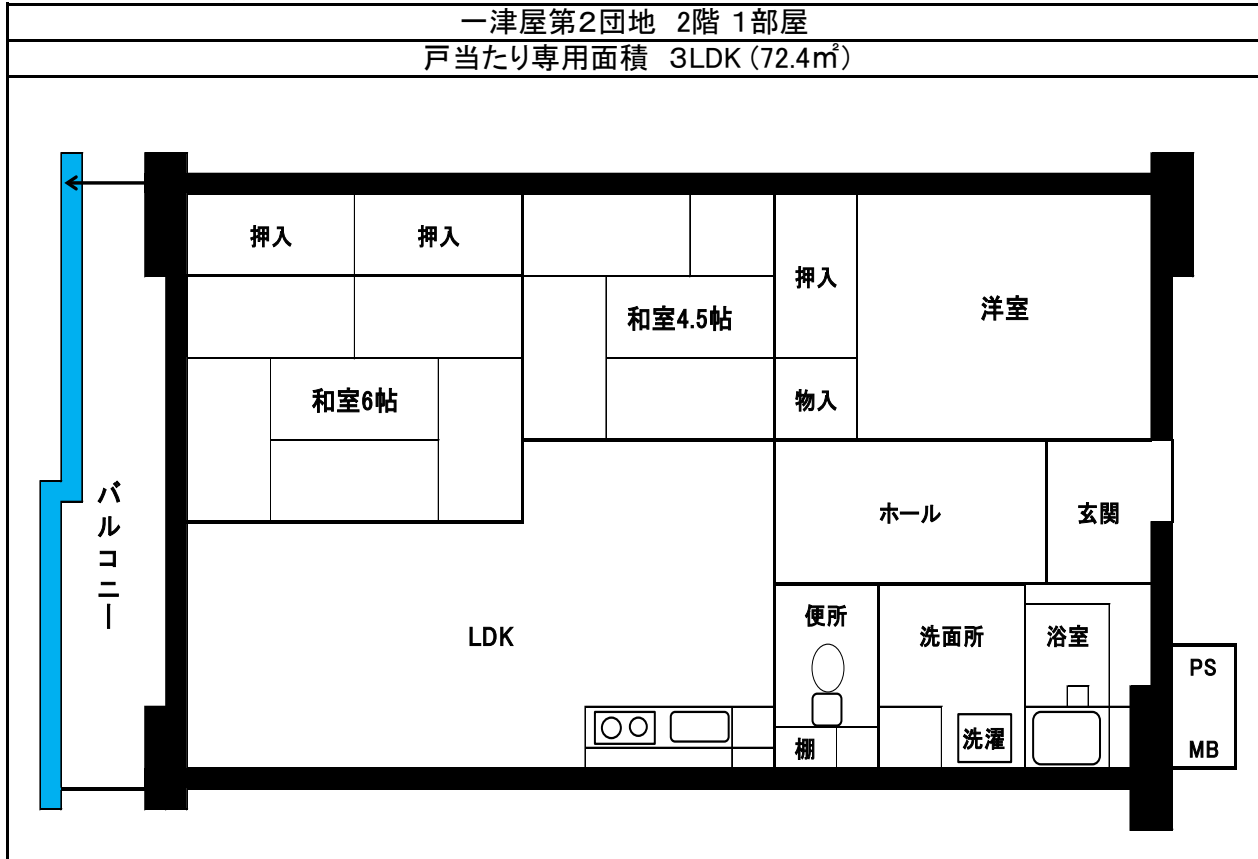 一津屋第2団地 2階 1部屋
戸当たり専用面積 3LDK (72.4㎡)
押入
押入
和室4.5帖
押入
洋室
和室6帖
物入
バルコニー
ホール
玄関
LDK
便所
洗面所
浴室
棚
洗濯
PS
MB